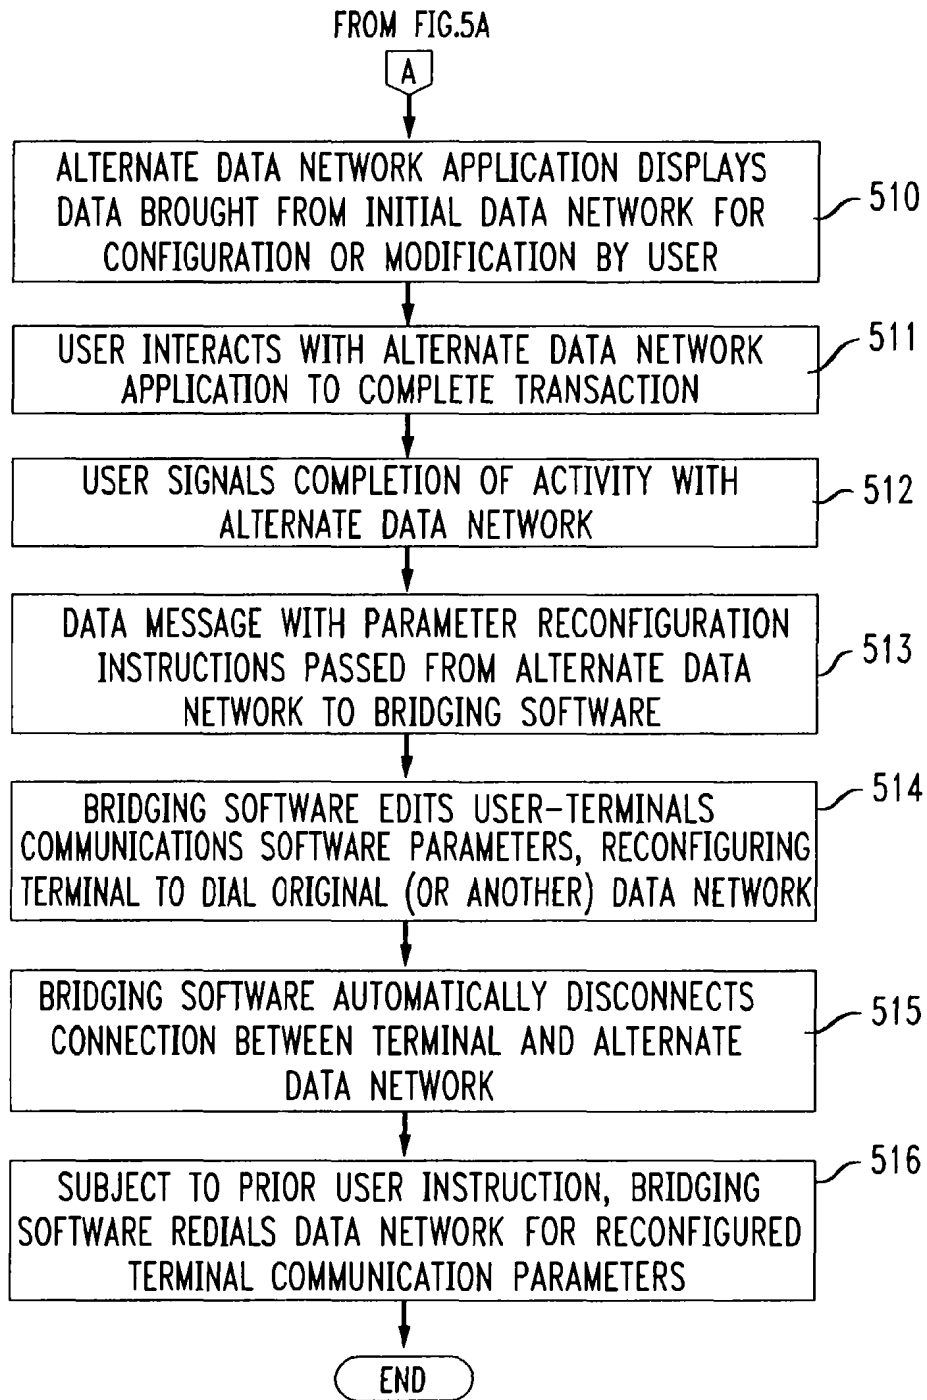 FROM FIG.5A
A
ALTERNATE DATA NETWORK APPLICATION DISPLAYS
DATA BROUGHT FROM INITIAL DATA NETWORK FOR
CONFIGURATION OR MODIFICATION BY USER
510
USER INTERACTS WITH ALTERNATE DATA NETWORK
APPLICATION TO COMPLETE TRANSACTION
511
USER SIGNALS COMPLETION OF ACTIVITY WITH
ALTERNATE DATA NETWORK
512
DATA MESSAGE WITH PARAMETER RECONFIGURATION
INSTRUCTIONS PASSED FROM ALTERNATE DATA
NETWORK TO BRIDGING SOFTWARE
513
BRIDGING SOFTWARE EDITS USER-TERMINALS
COMMUNICATIONS SOFTWARE PARAMETERS, RECONFIGURING
TERMINAL TO DIAL ORIGINAL (OR ANOTHER) DATA NETWORK
514
BRIDGING SOFTWARE AUTOMATICALLY DISCONNECTS
CONNECTION BETWEEN TERMINAL AND ALTERNATE
DATA NETWORK
515
SUBJECT TO PRIOR USER INSTRUCTION, BRIDGING
SOFTWARE REDIALS DATA NETWORK FOR RECONFIGURED
TERMINAL COMMUNICATION PARAMETERS
516
END